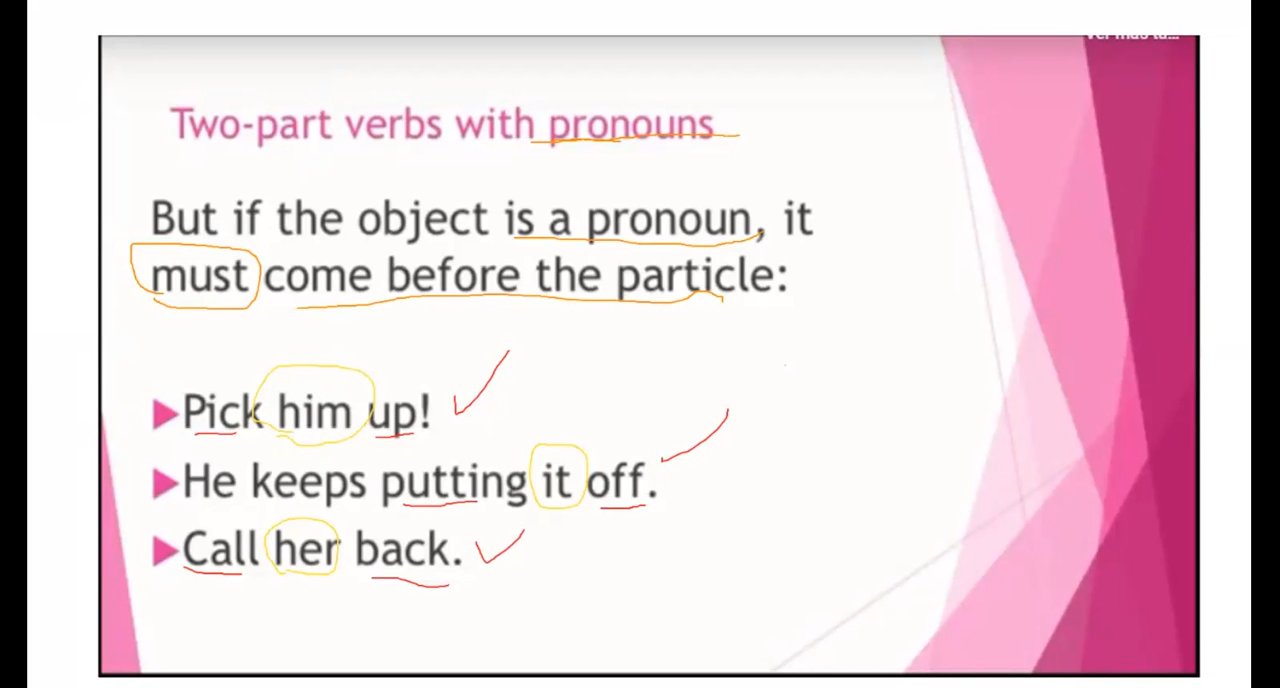 Two-part verbs with pronouns
But if the object is a pronoun, it
must come before the particle:
Pick him up!
He keeps putting it off.
Call her back.